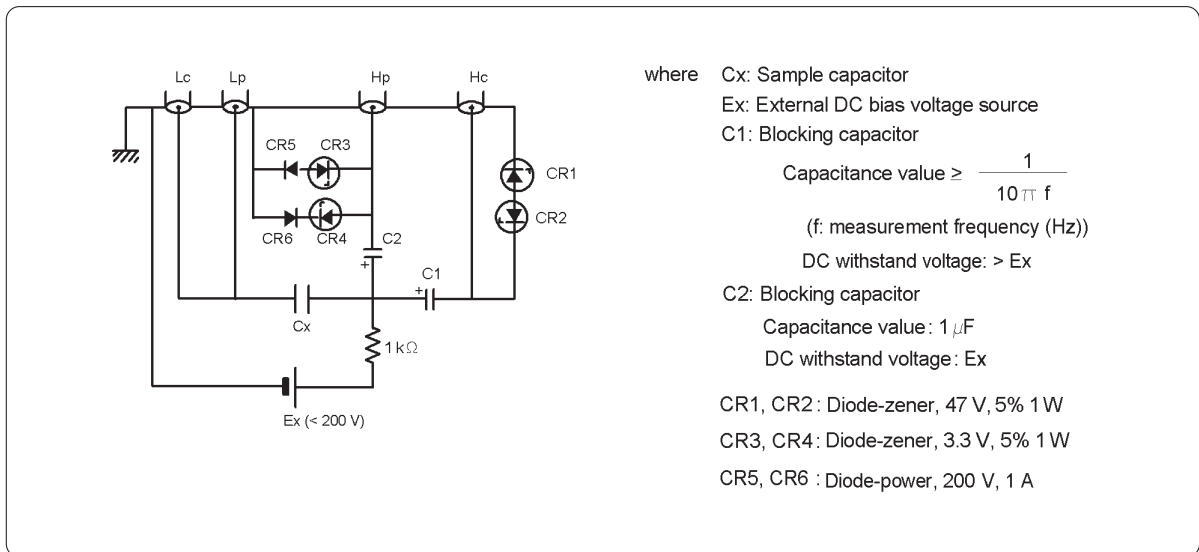 Lc Lp Hp Hc
CR5 CR3
CR1
CR2
CR6 CR4
C2
+
C1
+
Cx
1 kΩ
Ex (< 200 V)
where Cx: Sample capacitor
Ex: External DC bias voltage source
C1: Blocking capacitor
Capacitance value ≥ 1 / 10 π f
(f: measurement frequency (Hz))
DC withstand voltage: > Ex
C2: Blocking capacitor
Capacitance value: 1 μF
DC withstand voltage: Ex
CR1, CR2: Diode-zener, 47 V, 5% 1 W
CR3, CR4: Diode-zener, 3.3 V, 5% 1 W
CR5, CR6 : Diode-power, 200 V, 1 A